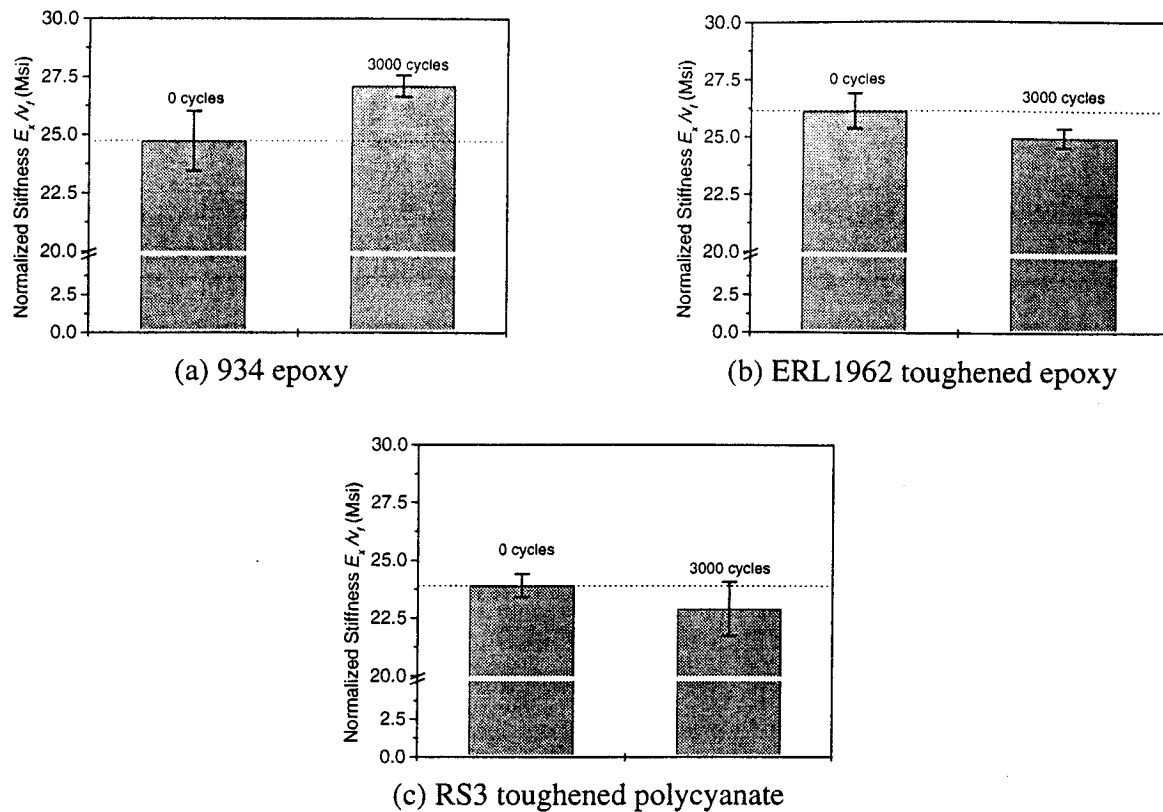 30.0
27.5
25.0
22.5
20.0
2.5
0.0
Normalized Stiffness E_x/v_f (Msi)
0 cycles
3000 cycles
(a) 934 epoxy
30.0
27.5
25.0
22.5
20.0
2.5
0.0
Normalized Stiffness E_x/v_f (Msi)
0 cycles
3000 cycles
(b) ERL1962 toughened epoxy
30.0
27.5
25.0
22.5
20.0
2.5
0.0
Normalized Stiffness E_x/v_f (Msi)
0 cycles
3000 cycles
(c) RS3 toughened polycyanate